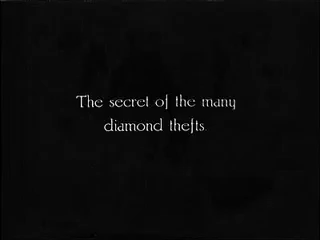 The secret of the many
diamond thefts.